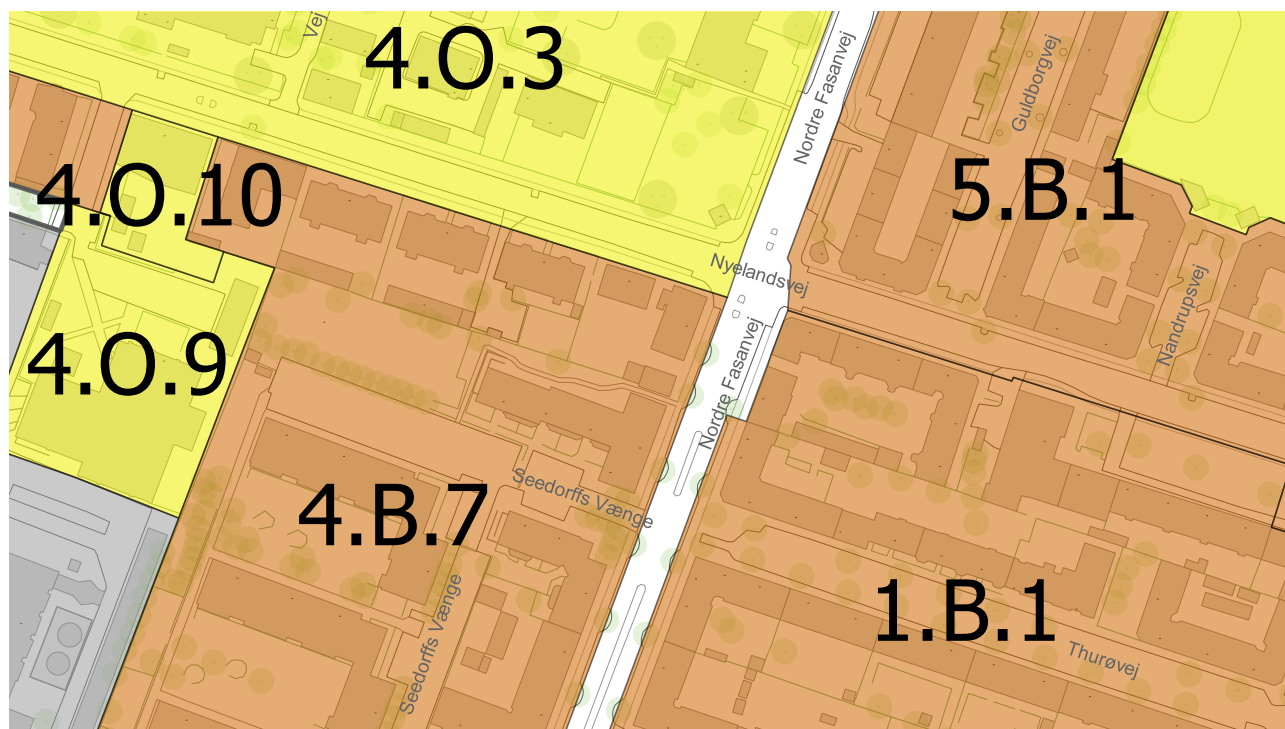 Vej
4.O.3
Nordre Fasanvej
Guldborgvej
4.O.10
5.B.1
Nyelandsvej
Nandrupsvej
4.O.9
Nordre Fasanvej
4.B.7
Seedorffs Vænge
Seedorffs Vænge
1.B.1
Thurøvej